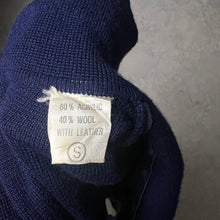 60% ACRYLIC
40% WOOL
WITH LEATHER
S